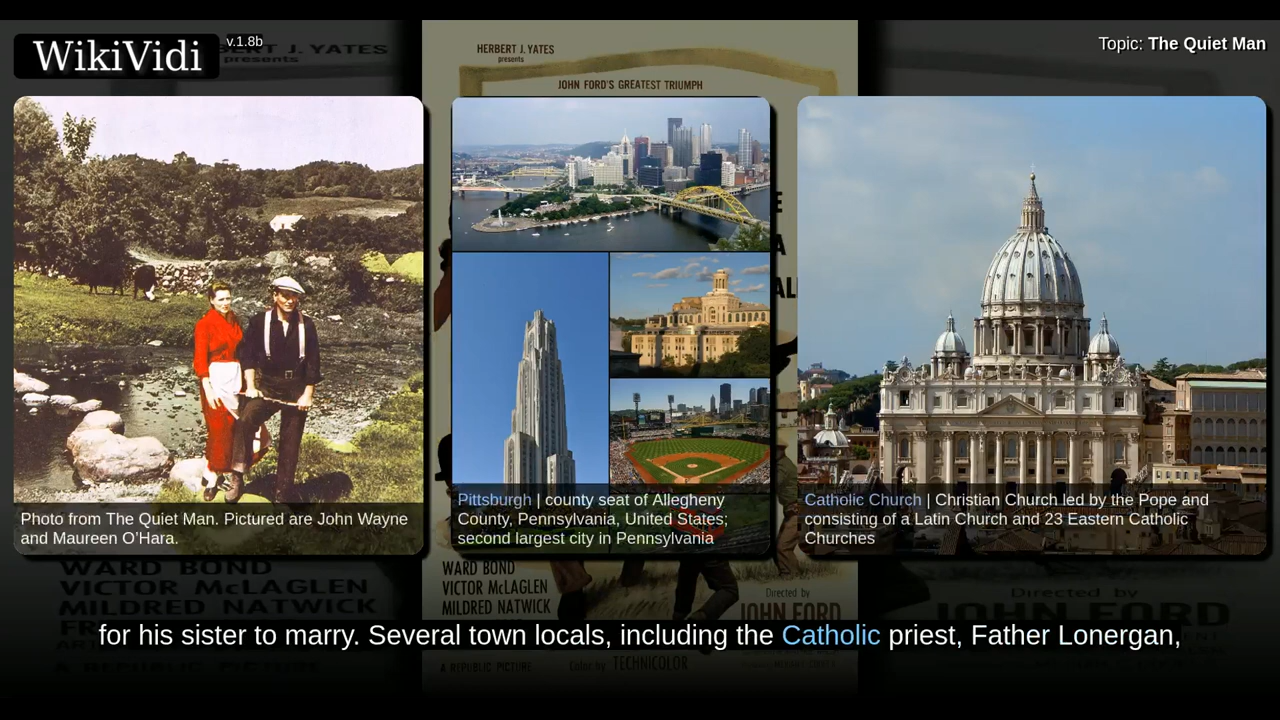 WikiVidi
v.1.8b
HERBERT J. YATES
presents
JOHN FORD'S GREATEST TRIUMPH
Topic: The Quiet Man
Photo from The Quiet Man. Pictured are John Wayne
and Maureen O'Hara.
Pittsburgh | county seat of Allegheny
County, Pennsylvania, United States;
second largest city in Pennsylvania
Catholic Church | Christian Church led by the Pope and
consisting of a Latin Church and 23 Eastern Catholic
Churches
WARD BOND
VICTOR McLAGLEN
MILDRED NATWICK
Directed by
JOHN FORD
for his sister to marry. Several town locals, including the Catholic priest, Father Lonergan,
A REPUBLIC PICTURE
Color by TECHNICOLOR